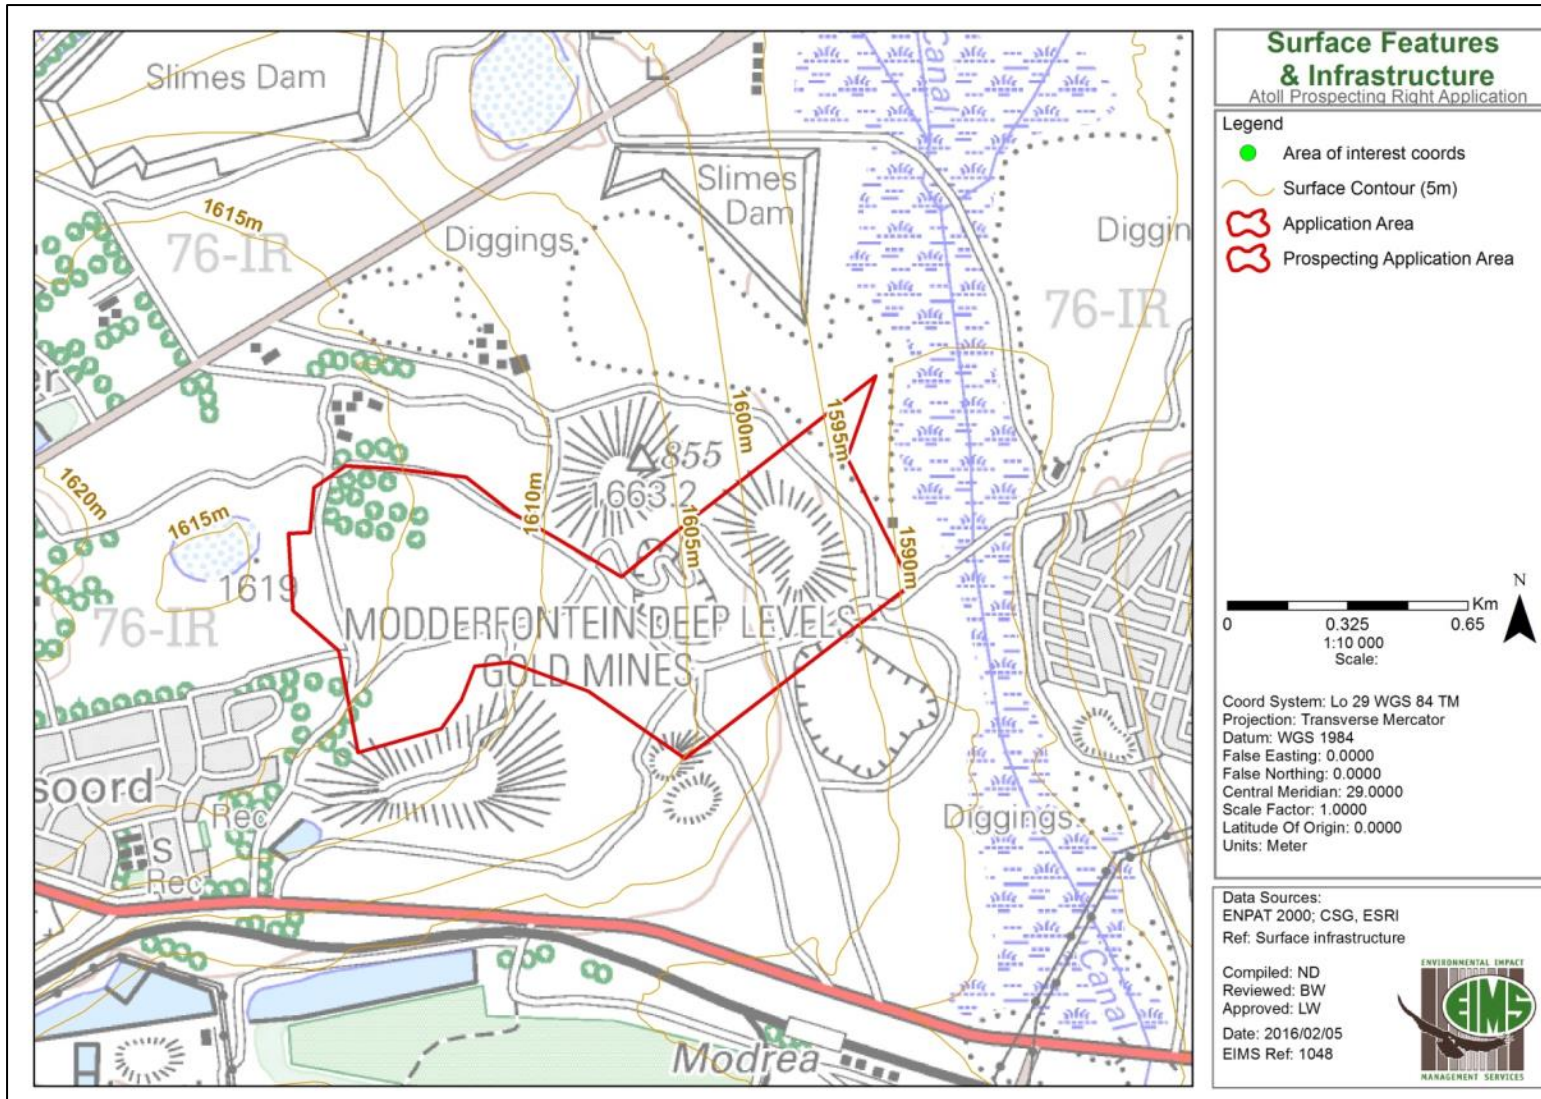 Slimes Dam
Canal
Slimes
Dam
1615m
76-IR
Diggings
Diggin
76-IR
er
1600m
1595m
855
1663.2
1620m
1615m
1610m
1605m
1590m
1619
76-IR
MODDERFONTEIN DEEP LEVELS
GOLD MINES
soord
Rec
S
Rec
Diggings
Canal
Modrea
Surface Features
& Infrastructure
Atoll Prospecting Right Application
Legend
Area of interest coords
Surface Contour (5m)
Application Area
Prospecting Application Area
N
Km
0 0.325 0.65
1:10 000
Scale:
Coord System: Lo 29 WGS 84 TM
Projection: Transverse Mercator
Datum: WGS 1984
False Easting: 0.0000
False Northing: 0.0000
Central Meridian: 29.0000
Scale Factor: 1.0000
Latitude Of Origin: 0.0000
Units: Meter
Data Sources:
ENPAT 2000; CSG, ESRI
Ref: Surface infrastructure
Compiled: ND
Reviewed: BW
Approved: LW
Date: 2016/02/05
EIMS Ref: 1048
ENVIRONMENTAL IMPACT
EIMS
MANAGEMENT SERVICES